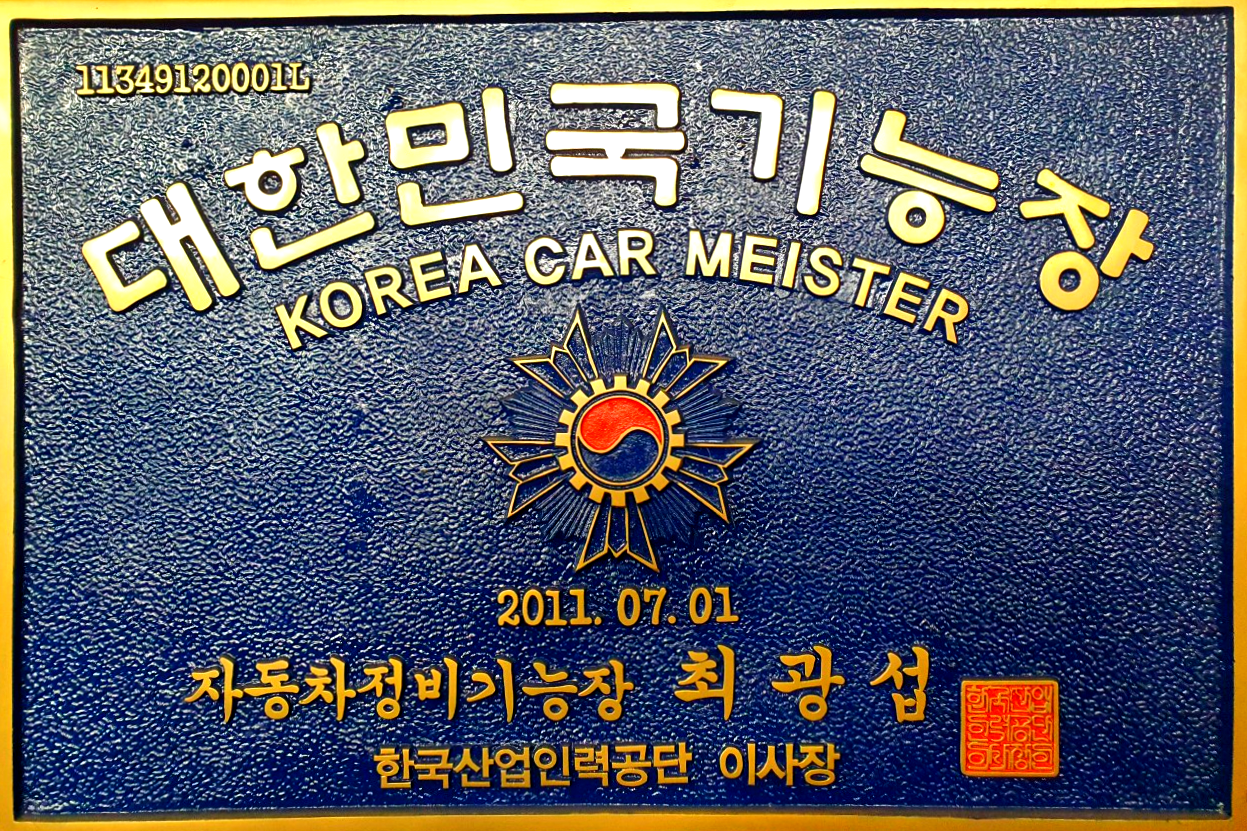 11349120001L
대한민국기능장
KOREA CAR MEISTER
2011. 07. 01
자동차정비기능장 최 광 섭
한국산업인력공단 이사장